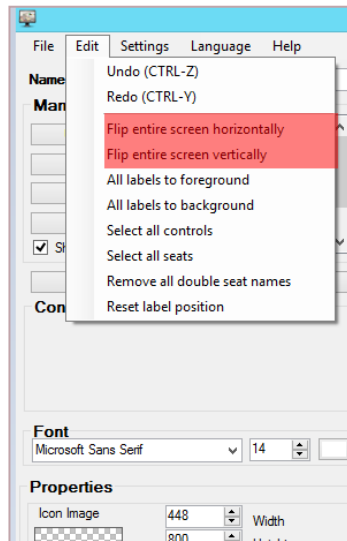 File Edit Settings Language Help
Undo (CTRL-Z)
Name
Redo (CTRL-Y)
Man
Flip entire screen horizontally
Flip entire screen vertically
All labels to foreground
All labels to background
Select all controls
Sh
Select all seats
Remove all double seat names
Con
Reset label position
Font
Microsoft Sans Serif 14
Properties
Icon Image 448 Width
800